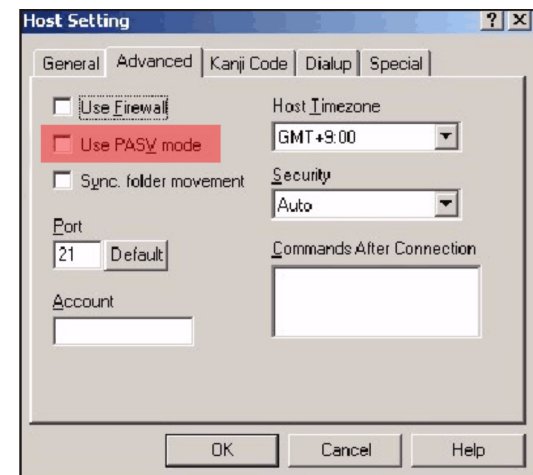 Host Setting
General Advanced Kanji Code Dialup Special
Use Firewall
Host Timezone
Use PASV mode
GMT+9:00
Sync. folder movement
Security
Auto
Port
21 Default
Commands After Connection
Account
OK Cancel Help